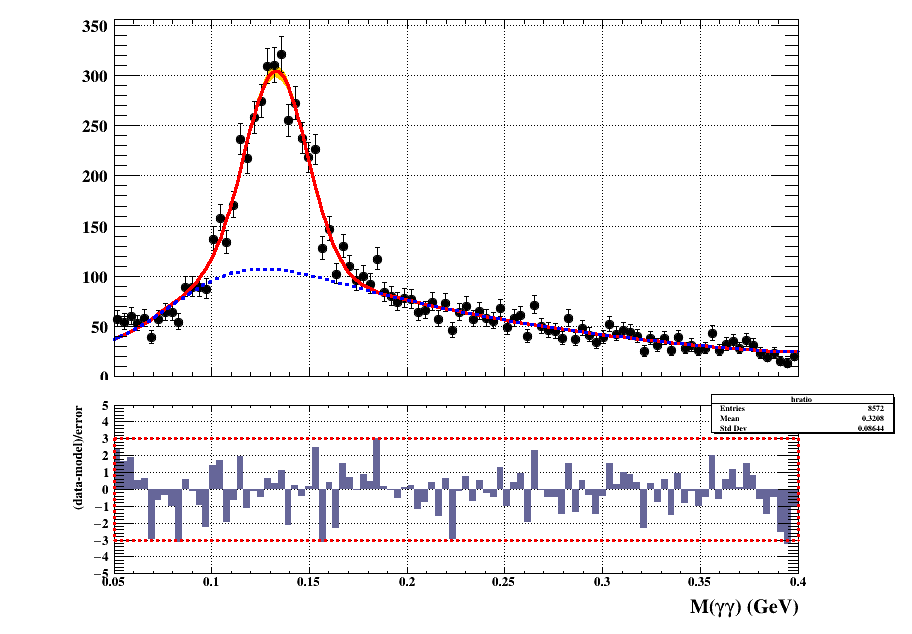 350
300
250
200
150
100
50
0
hratio
Entries 8572
Mean 0.3208
Std Dev 0.08644
(data-model)/error
5
4
3
2
1
0
−1
−2
−3
−4
−5
0.05 0.1 0.15 0.2 0.25 0.3 0.35 0.4
M(γγ) (GeV)